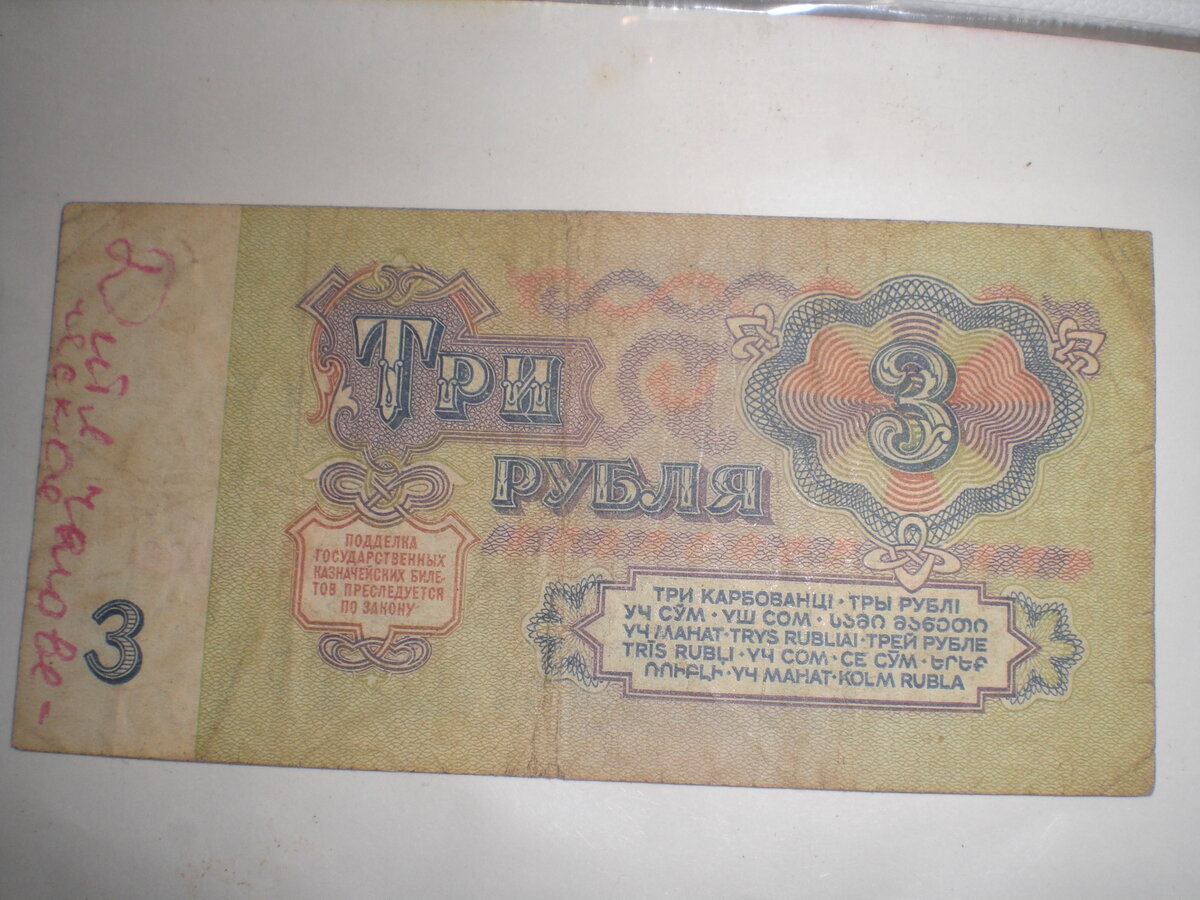 ТРИ
РУБЛЯ
3
3
ПОДДЕЛКА
ГОСУДАРСТВЕННЫХ
КАЗНАЧЕЙСКИХ БИЛЕ-
ТОВ ПРЕСЛЕДУЕТСЯ
ПО ЗАКОНУ
ТРИ КАРБОВАНЦІ · ТРЫ РУБЛІ
УЧ СЎМ · ҮШ СОМ · ᲡᲐᲛᲘ ᲛᲐᲜᲔᲗᲘ
УЧ МАНАТ · TRYS RUBLIAI · ТРЕЙ РУБЛЕ
TRĪS RUBĻI · ҮЧ СОМ · СЕ СӮМ · ԵՐԵՔ
ՌՈՒԲԼԻ · ҮЧ МАНАТ · KOLM RUBLA